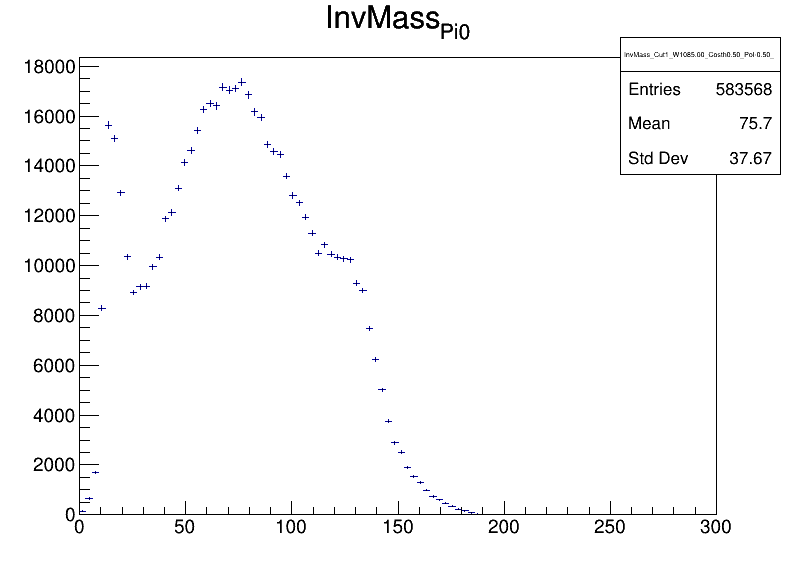 InvMass_Pi0
InvMass_Cut1_W1085.00_Costh0.50_Pol-0.50_
Entries 583568
Mean 75.7
Std Dev 37.67
18000
16000
14000
12000
10000
8000
6000
4000
2000
0
0 50 100 150 200 250 300